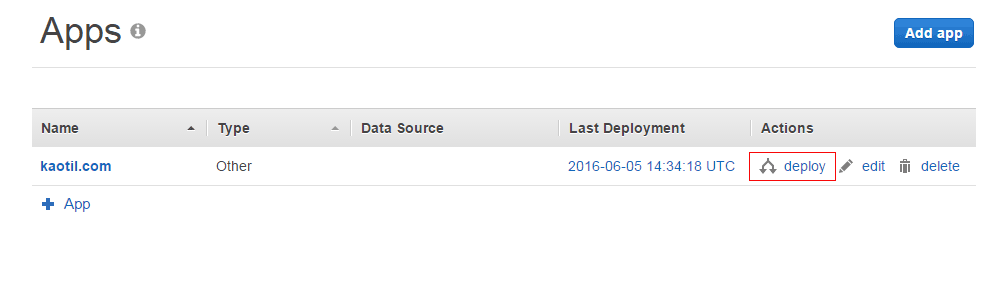 Apps
Add app
Name Type Data Source Last Deployment Actions
kaotil.com Other 2016-06-05 14:34:18 UTC deploy edit delete
App